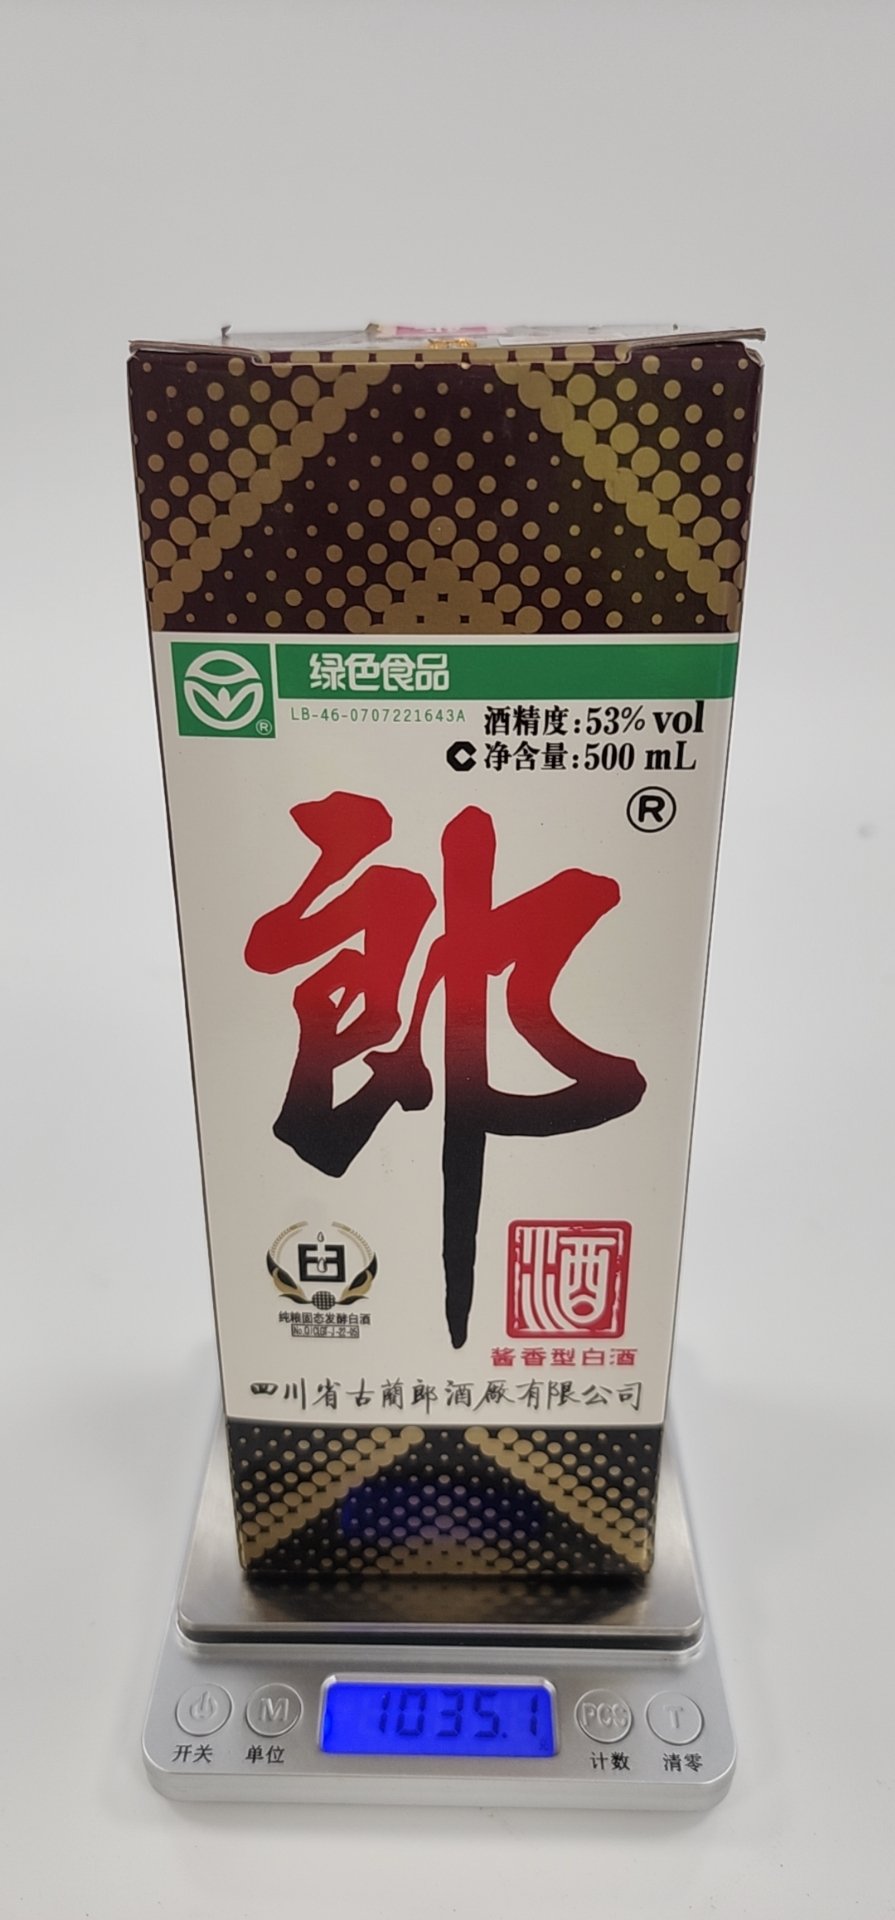 绿色食品
®
LB-46-0707221643A
酒精度:53% vol
C 净含量:500 mL
®
郎
酒
纯粮固态发酵白酒
酱香型白酒
四川省古蔺郎酒厰有限公司
1035.1
M
PCS
T
开关
单位
计数
清零